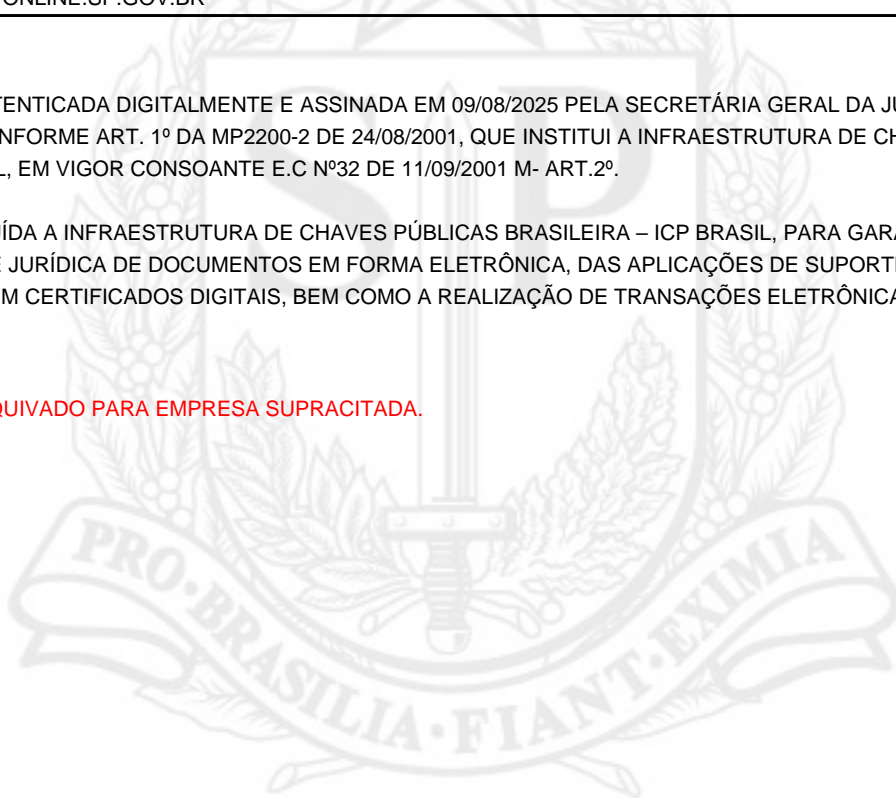 ONLINE.SP.GOV.BR
TENTICADA DIGITALMENTE E ASSINADA EM 09/08/2025 PELA SECRETÁRIA GERAL DA JU
NFORME ART. 1º DA MP2200-2 DE 24/08/2001, QUE INSTITUI A INFRAESTRUTURA DE CH
L, EM VIGOR CONSOANTE E.C Nº32 DE 11/09/2001 M- ART.2º.
ÍDA A INFRAESTRUTURA DE CHAVES PÚBLICAS BRASILEIRA – ICP BRASIL, PARA GARA
E JURÍDICA DE DOCUMENTOS EM FORMA ELETRÔNICA, DAS APLICAÇÕES DE SUPORTE
M CERTIFICADOS DIGITAIS, BEM COMO A REALIZAÇÃO DE TRANSAÇÕES ELETRÔNICA
QUIVADO PARA EMPRESA SUPRACITADA.
SP
PRO•BRASILIA•FIANT•EXIMIA